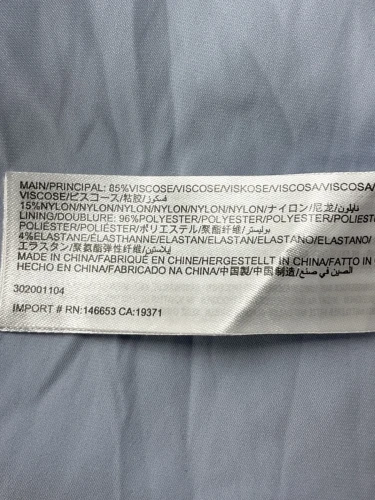 MAIN/PRINCIPAL: 85%VISCOSE/VISCOSE/VISKOSE/VISCOSA/VISCOSA/
VISCOSE/ビスコース/粘胶/فسكوز
15%NYLON/NYLON/NYLON/NYLON/NYLON/NYLON/ナイロン/尼龙/نايلون
LINING/DOUBLURE: 96%POLYESTER/POLYESTER/POLYESTER/POLIESTER
POLIÉSTER/POLIÉSTER/ポリエステル/聚酯纤维/بوليستر
4%ELASTANE/ÉLASTHANNE/ELASTAN/ELASTAN/ELASTANO/ELASTANO/
エラスタン/聚氨酯弹性纤维/إيلاستين
MADE IN CHINA/FABRIQUÉ EN CHINE/HERGESTELLT IN CHINA/FATTO IN
HECHO EN CHINA/FABRICADO NA CHINA/中国製/中国制造/الصين في صنع
302001104
IMPORT # RN:146653 CA:19371